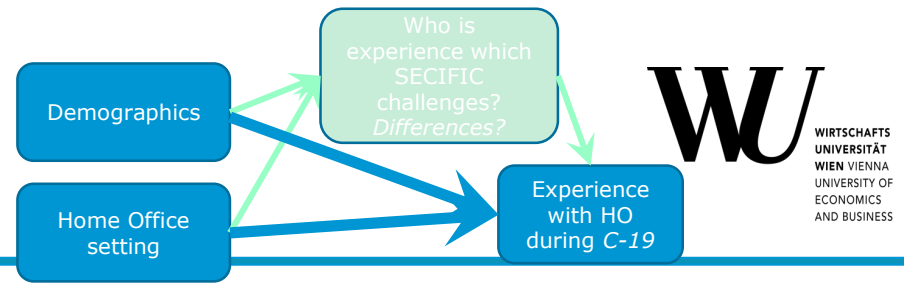 Who is
experience which
SECIFIC
challenges?
Differences?
Demographics
Home Office
setting
Experience
with HO
during C-19
WU
WIRTSCHAFTS
UNIVERSITÄT
WIEN VIENNA
UNIVERSITY OF
ECONOMICS
AND BUSINESS